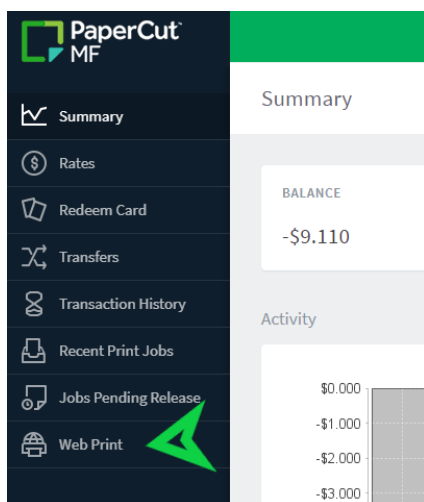 PaperCut
MF
Summary
Rates
Redeem Card
Transfers
Transaction History
Recent Print Jobs
Jobs Pending Release
Web Print
Summary
BALANCE
-$9.110
Activity
$0.000
-$1.000
-$2.000
-$3.000